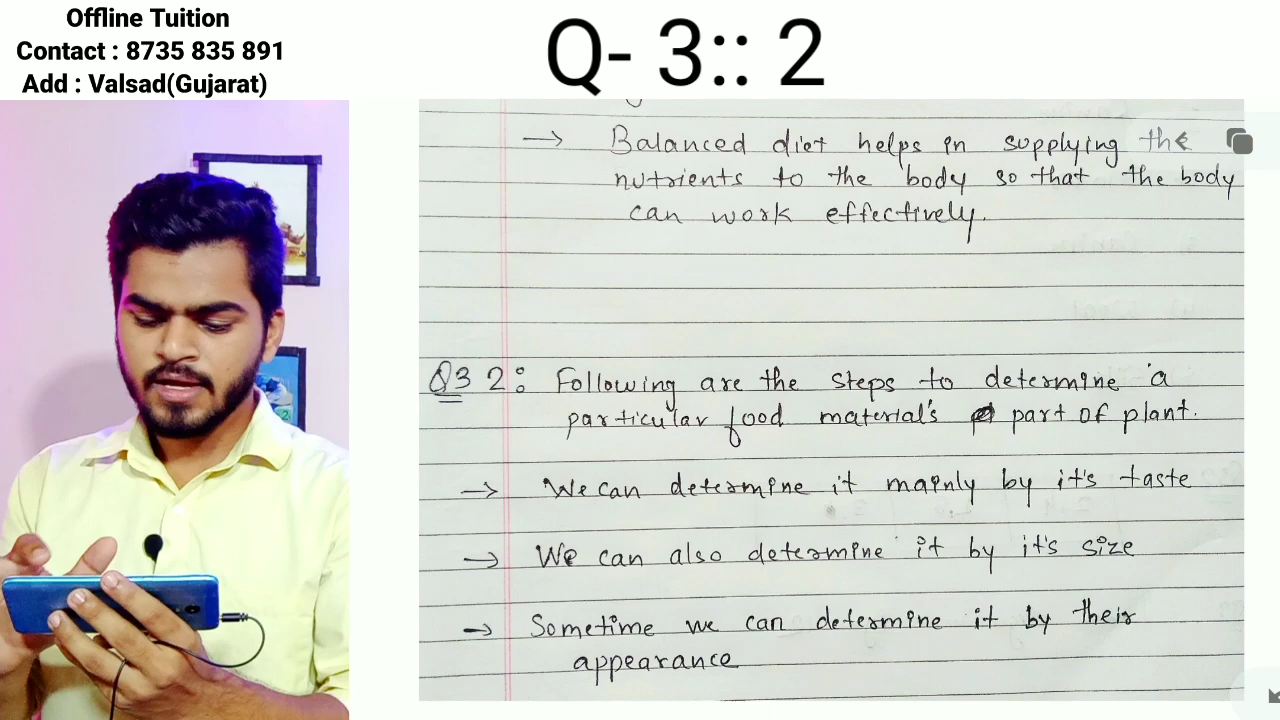 Offline Tuition
Contact : 8735 835 891
Add : Valsad(Gujarat)
Q- 3:: 2
→ Balanced diet helps in supplying the
nutrients to the body so that the body
can work effectively.
Q3 2: Following are the steps to determine a
particular food material's part of plant.
→ We can determine it mainly by it's taste
→ We can also determine it by it's size
→ Sometime we can determine it by their
appearance